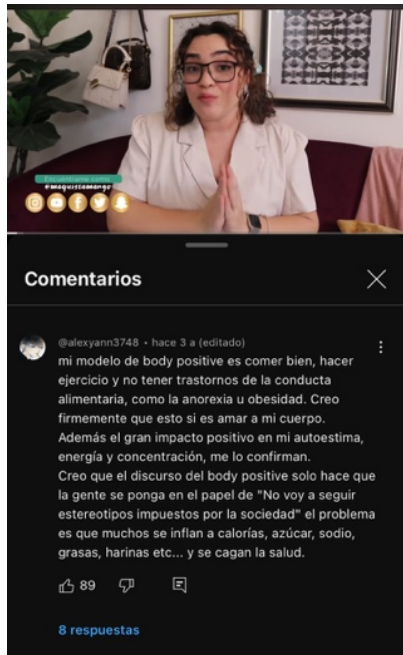 Encuéntrame como:
@maquistamargo
Comentarios
@alexyann3748 • hace 3 a (editado)
mi modelo de body positive es comer bien, hacer
ejercicio y no tener trastornos de la conducta
alimentaria, como la anorexia u obesidad. Creo
firmemente que esto si es amar a mi cuerpo.
Además el gran impacto positivo en mi autoestima,
energía y concentración, me lo confirman.
Creo que el discurso del body positive solo hace que
la gente se ponga en el papel de "No voy a seguir
estereotipos impuestos por la sociedad" el problema
es que muchos se inflan a calorías, azúcar, sodio,
grasas, harinas etc... y se cagan la salud.
89
8 respuestas